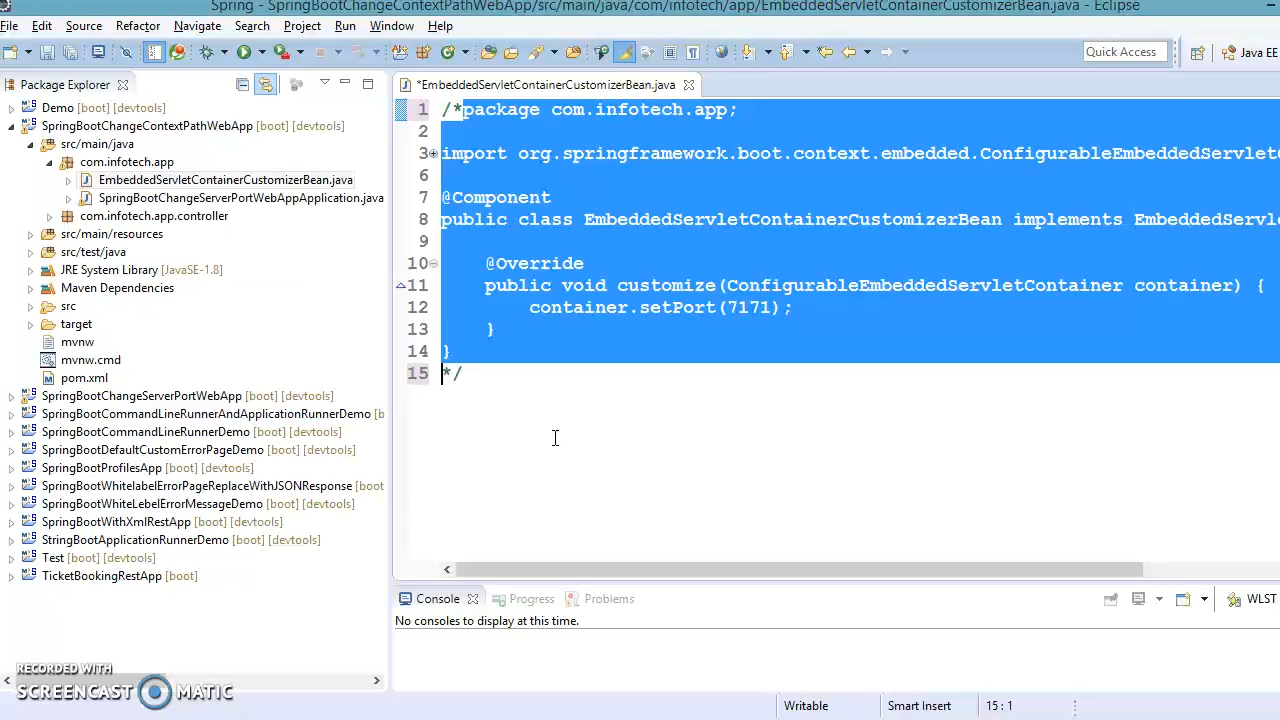 Spring - SpringBootChangeContextPathWebApp/src/main/java/com/infotech/app/EmbeddedServletContainerCustomizerBean.java - Eclipse
File Edit Source Refactor Navigate Search Project Run Window Help
Quick Access
Java EE
Package Explorer
Demo [boot] [devtools]
SpringBootChangeContextPathWebApp [boot] [devtools]
src/main/java
com.infotech.app
EmbeddedServletContainerCustomizerBean.java
SpringBootChangeServerPortWebAppApplication.java
com.infotech.app.controller
src/main/resources
src/test/java
JRE System Library [JavaSE-1.8]
Maven Dependencies
src
target
mvnw
mvnw.cmd
pom.xml
SpringBootChangeServerPortWebApp [boot] [devtools]
SpringBootCommandLineRunnerAndApplicationRunnerDemo [b
SpringBootCommandLineRunnerDemo [boot] [devtools]
SpringBootDefaultCustomErrorPageDemo [boot] [devtools]
SpringBootProfilesApp [boot] [devtools]
SpringBootWhitelabelErrorPageReplaceWithJSONResponse [boot
SpringBootWhiteLebelErrorMessageDemo [boot] [devtools]
SpringBootWithXmlRestApp [boot] [devtools]
StringBootApplicationRunnerDemo [boot] [devtools]
Test [boot] [devtools]
TicketBookingRestApp [boot]
*EmbeddedServletContainerCustomizerBean.java
1 /*package com.infotech.app;
2
3 import org.springframework.boot.context.embedded.ConfigurableEmbeddedServletC
6
7 @Component
8 public class EmbeddedServletContainerCustomizerBean implements EmbeddedServle
9
10 @Override
11 public void customize(ConfigurableEmbeddedServletContainer container) {
12 container.setPort(7171);
13 }
14 }
15 */
Console Progress Problems
WLST
No consoles to display at this time.
RECORDED WITH
SCREENCAST MATIC
Writable Smart Insert 15 : 1